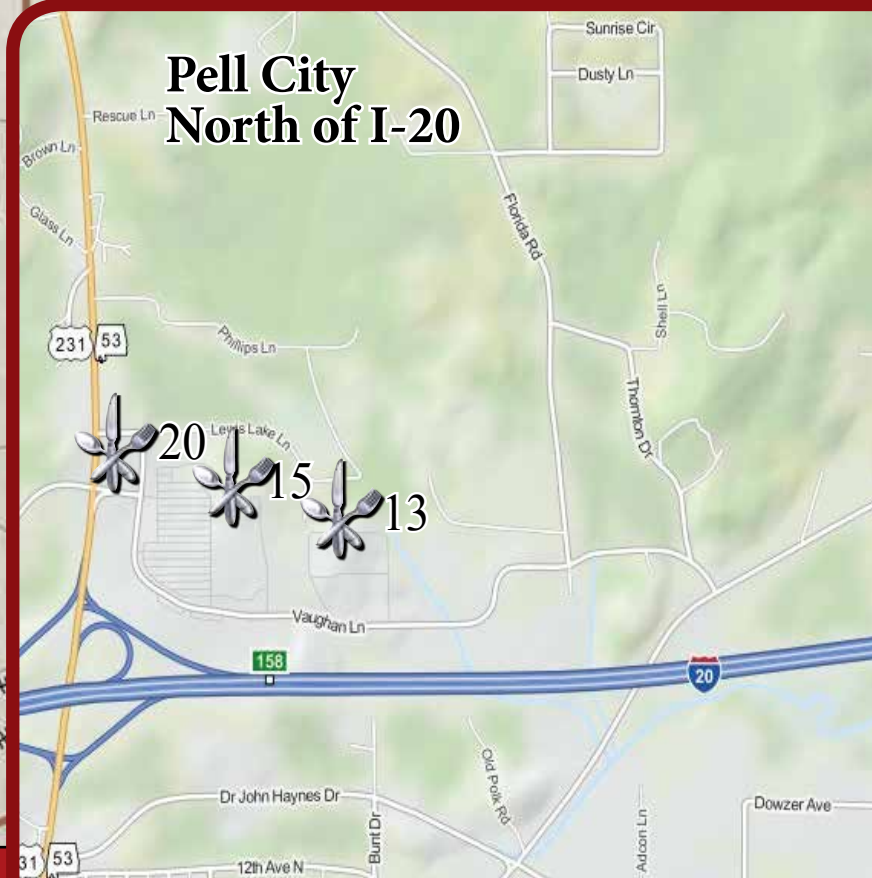 Sunrise Cir
Pell City
North of I-20
Dusty Ln
Rescue Ln
Brown Ln
Glass Ln
Florida Rd
Shell Ln
231
53
Phillips Ln
Thornton Dr
20
Lewis Lake Ln
15
13
Vaughan Ln
158
20
Old Polk Rd
Dr John Haynes Dr
Dowzer Ave
Bunt Dr
Adcon Ln
31
53
12th Ave N